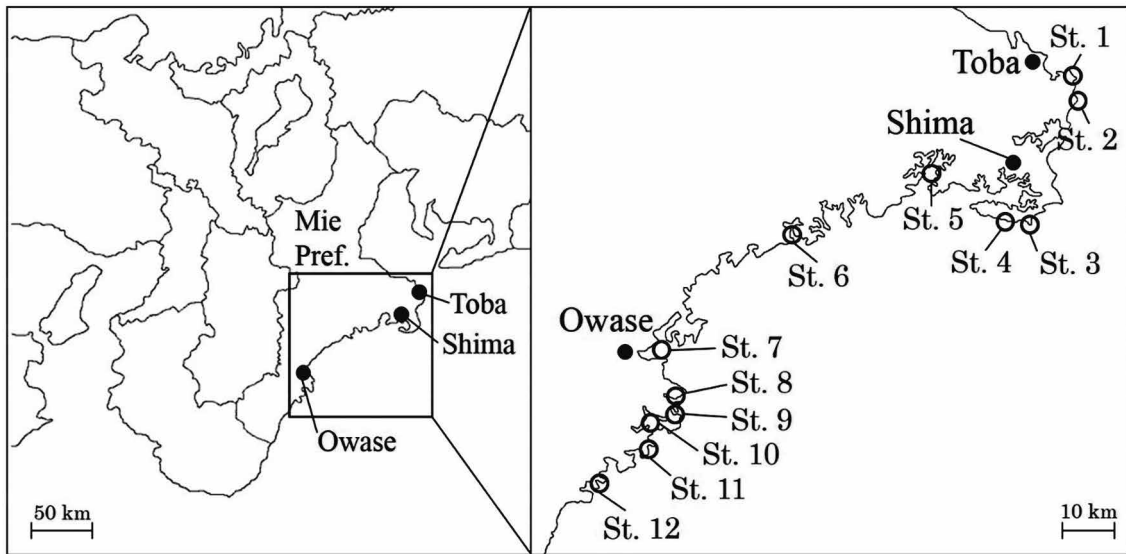 Mie
Pref.
Toba
Shima
Owase
50 km
St. 1
Toba
St. 2
Shima
St. 5
St. 4
St. 3
St. 6
Owase
St. 7
St. 8
St. 9
St. 10
St. 11
St. 12
10 km